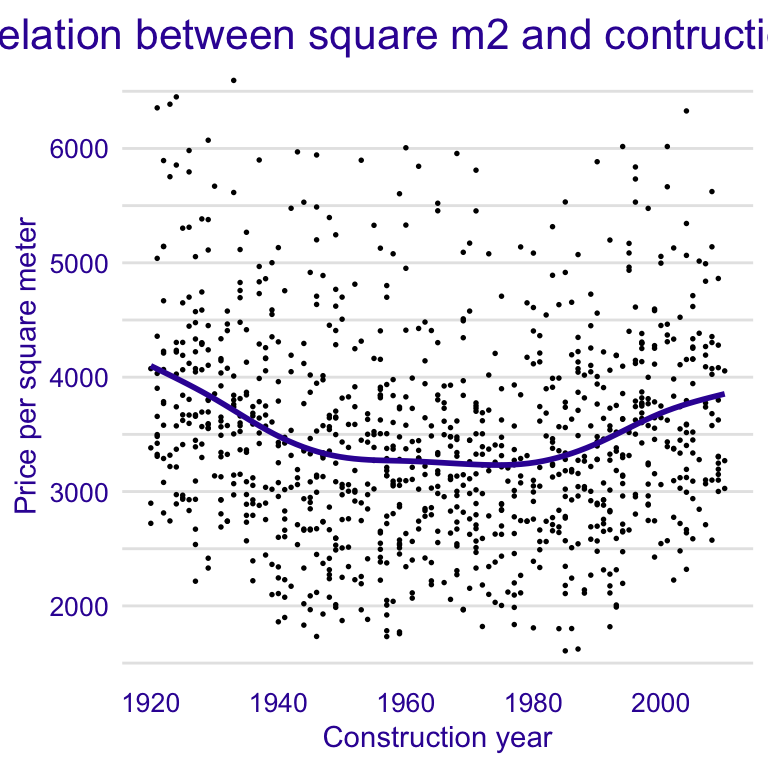 elation between square m2 and contructi
6000
5000
4000
3000
2000
Price per square meter
1920 1940 1960 1980 2000
Construction year